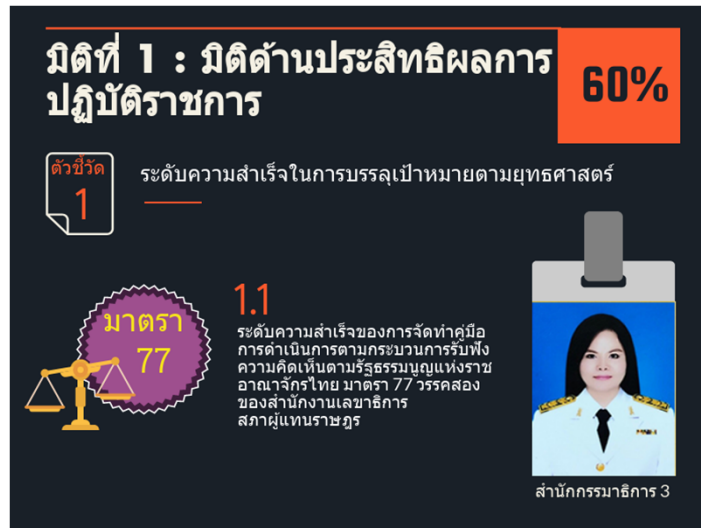 มิติที่ 1 : มิติด้านประสิทธิผลการ
ปฏิบัติราชการ
60%
ตัวชี้วัด
1
ระดับความสำเร็จในการบรรลุเป้าหมายตามยุทธศาสตร์
มาตรา
77
1.1
ระดับความสำเร็จของการจัดทำคู่มือ
การดำเนินการตามกระบวนการรับฟัง
ความคิดเห็นตามรัฐธรรมนูญแห่งราช
อาณาจักรไทย มาตรา 77 วรรคสอง
ของสำนักงานเลขาธิการ
สภาผู้แทนราษฎร
สำนักกรรมาธิการ 3